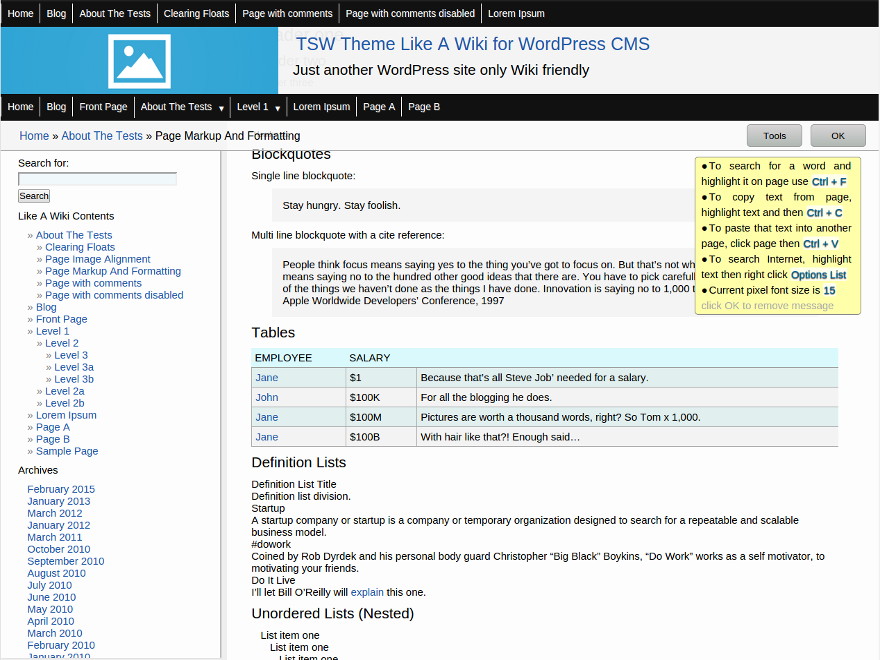 Home Blog About The Tests Clearing Floats Page with comments Page with comments disabled Lorem Ipsum
TSW Theme Like A Wiki for WordPress CMS
Just another WordPress site only Wiki friendly
Home Blog Front Page About The Tests ▼ Level 1 ▼ Lorem Ipsum Page A Page B
Home » About The Tests » Page Markup And Formatting
Tools OK
Search for:
Search
Like A Wiki Contents
» About The Tests
» Clearing Floats
» Page Image Alignment
» Page Markup And Formatting
» Page with comments
» Page with comments disabled
» Blog
» Front Page
» Level 1
» Level 2
» Level 3
» Level 3a
» Level 3b
» Level 2a
» Level 2b
» Lorem Ipsum
» Page A
» Page B
» Sample Page
Archives
February 2015
January 2013
March 2012
January 2012
March 2011
October 2010
September 2010
August 2010
July 2010
June 2010
May 2010
April 2010
March 2010
February 2010
January 2010
Blockquotes
Single line blockquote:
Stay hungry. Stay foolish.
Multi line blockquote with a cite reference:
People think focus means saying yes to the thing you've got to focus on. But that's not wh
means saying no to the hundred other good ideas that there are. You have to pick carefull
of the things we haven't done as the things I have done. Innovation is saying no to 1,000 t
Apple Worldwide Developers' Conference, 1997
●To search for a word and
highlight it on page use Ctrl + F
●To copy text from page,
highlight text and then Ctrl + C
●To paste that text into another
page, click page then Ctrl + V
●To search Internet, highlight
text then right click Options List
●Current pixel font size is 15
click OK to remove message
Tables
EMPLOYEE SALARY
Jane $1 Because that's all Steve Job' needed for a salary.
John $100K For all the blogging he does.
Jane $100M Pictures are worth a thousand words, right? So Tom x 1,000.
Jane $100B With hair like that?! Enough said…
Definition Lists
Definition List Title
Definition list division.
Startup
A startup company or startup is a company or temporary organization designed to search for a repeatable and scalable
business model.
#dowork
Coined by Rob Dyrdek and his personal body guard Christopher “Big Black” Boykins, “Do Work” works as a self motivator, to
motivating your friends.
Do It Live
I'll let Bill O'Reilly will explain this one.
Unordered Lists (Nested)
List item one
List item one
List item one